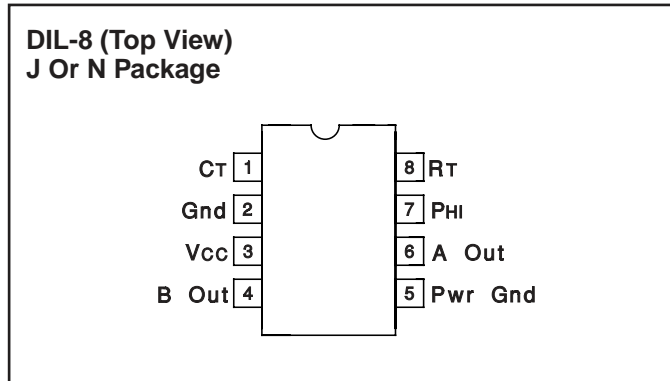 DIL-8 (Top View)
J Or N Package
CT 1
Gnd 2
Vcc 3
B Out 4
8 RT
7 PHI
6 A Out
5 Pwr Gnd